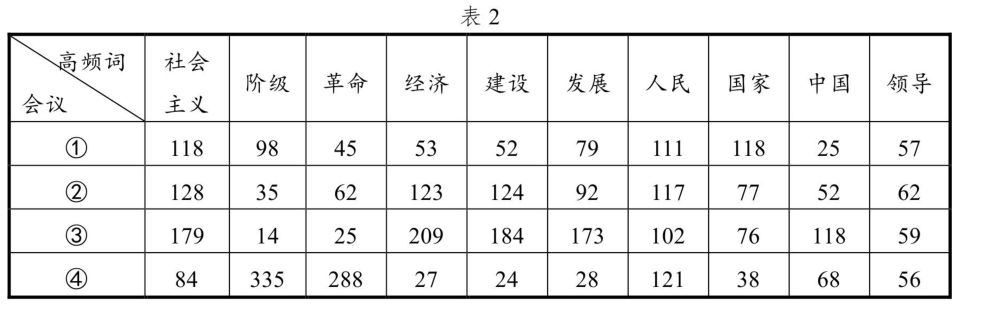 表 2
高频词 会议 社会主义 阶级 革命 经济 建设 发展 人民 国家 中国 领导
① 118 98 45 53 52 79 111 118 25 57
② 128 35 62 123 124 92 117 77 52 62
③ 179 14 25 209 184 173 102 76 118 59
④ 84 335 288 27 24 28 121 38 68 56